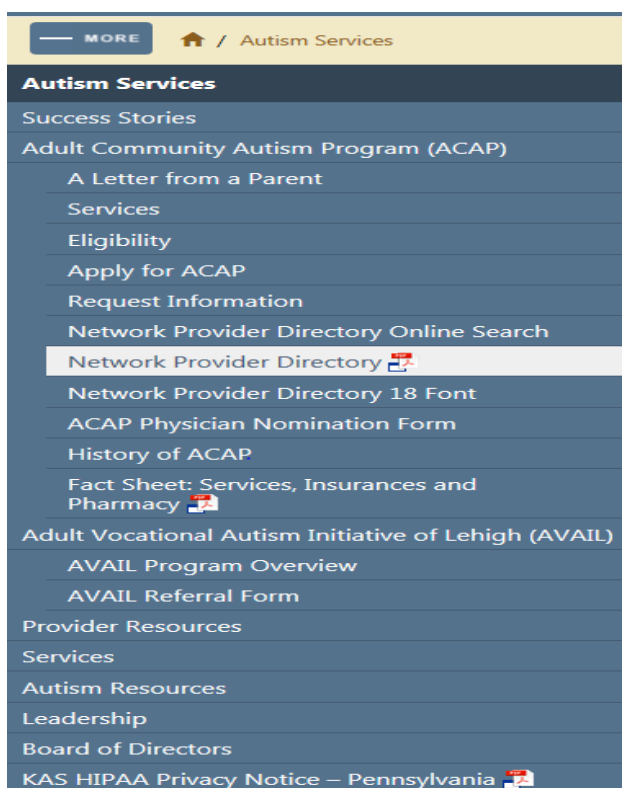 MORE
/ Autism Services
Autism Services
Success Stories
Adult Community Autism Program (ACAP)
A Letter from a Parent
Services
Eligibility
Apply for ACAP
Request Information
Network Provider Directory Online Search
Network Provider Directory
Network Provider Directory 18 Font
ACAP Physician Nomination Form
History of ACAP
Fact Sheet: Services, Insurances and
Pharmacy
Adult Vocational Autism Initiative of Lehigh (AVAIL)
AVAIL Program Overview
AVAIL Referral Form
Provider Resources
Services
Autism Resources
Leadership
Board of Directors
KAS HIPAA Privacy Notice – Pennsylvania